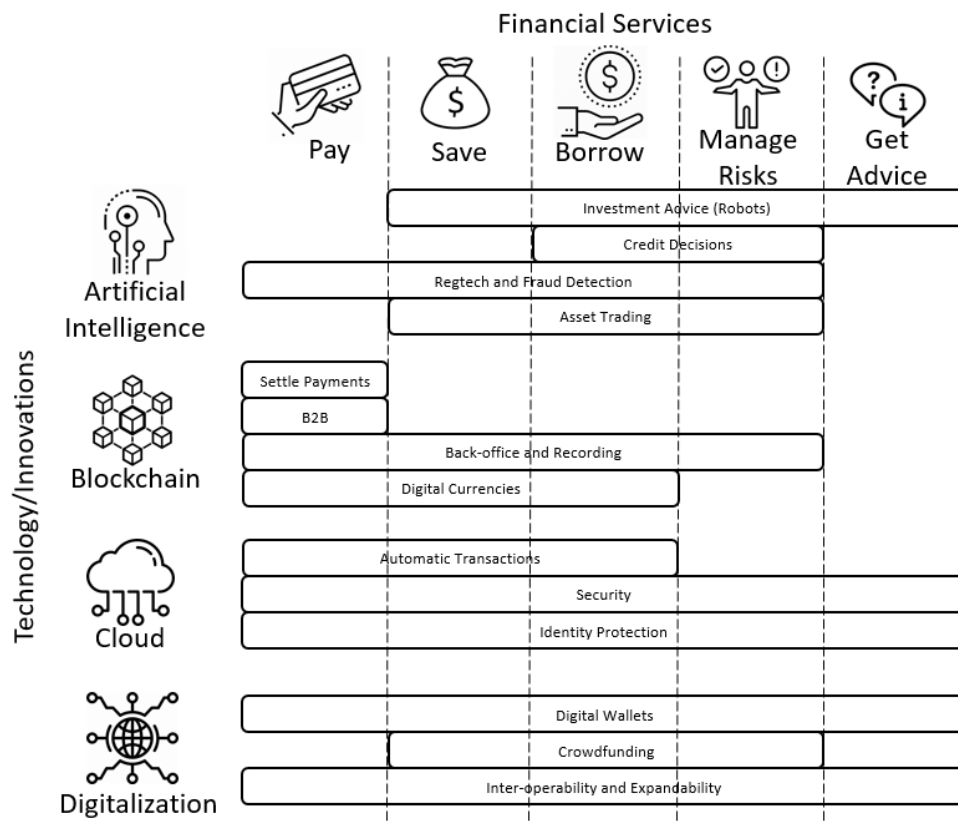 Financial Services
Pay
Save
Borrow
Manage
Risks
Get
Advice
Technology/Innovations
Artificial
Intelligence
Investment Advice (Robots)
Credit Decisions
Regtech and Fraud Detection
Asset Trading
Blockchain
Settle Payments
B2B
Back-office and Recording
Digital Currencies
Cloud
Automatic Transactions
Security
Identity Protection
Digitalization
Digital Wallets
Crowdfunding
Inter-operability and Expandability